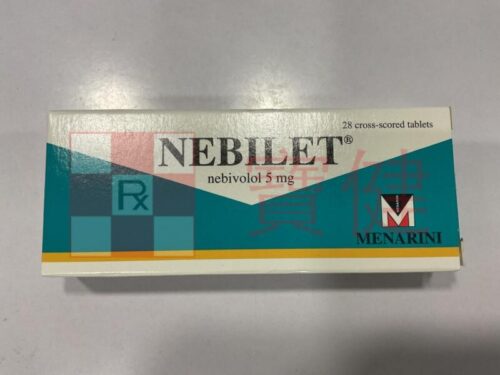 28 cross-scored tablets
NEBILET®
nebivolol 5 mg
Rx
寶健
M
MENARINI